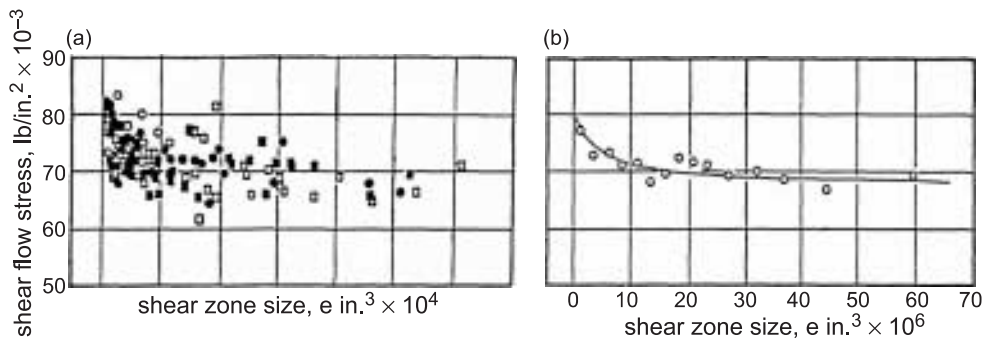 (a)
(b)
shear flow stress, lb/in.² × 10⁻³
90
80
70
60
50
shear zone size, e in.³ × 10⁴
0 10 20 30 40 50 60 70
shear zone size, e in.³ × 10⁶